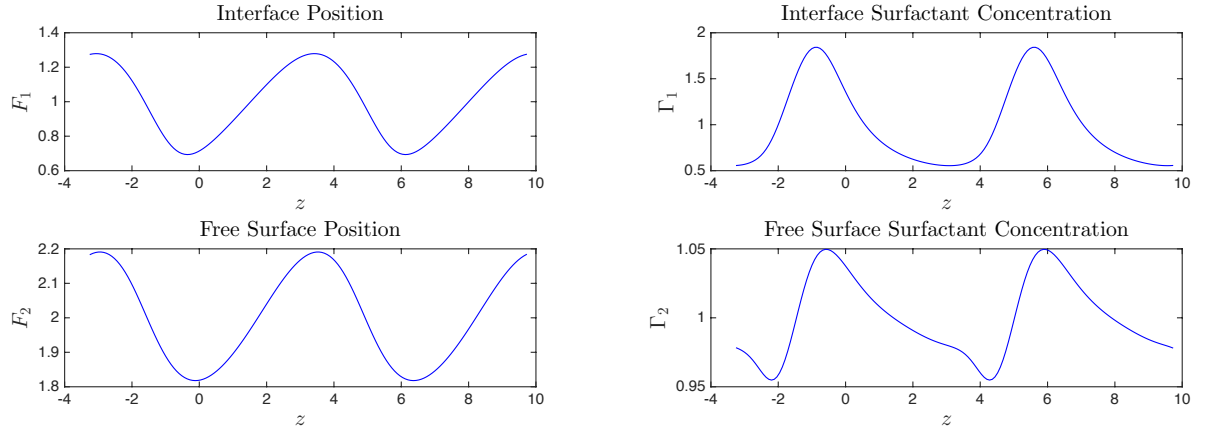 Interface Position
1.4
1.2
1
0.8
0.6
F₁
-4 -2 0 2 4 6 8 10
z
Interface Surfactant Concentration
2
1.5
1
0.5
Γ₁
-4 -2 0 2 4 6 8 10
z
Free Surface Position
2.2
2.1
2
1.9
1.8
F₂
-4 -2 0 2 4 6 8 10
z
Free Surface Surfactant Concentration
1.05
1
0.95
Γ₂
-4 -2 0 2 4 6 8 10
z